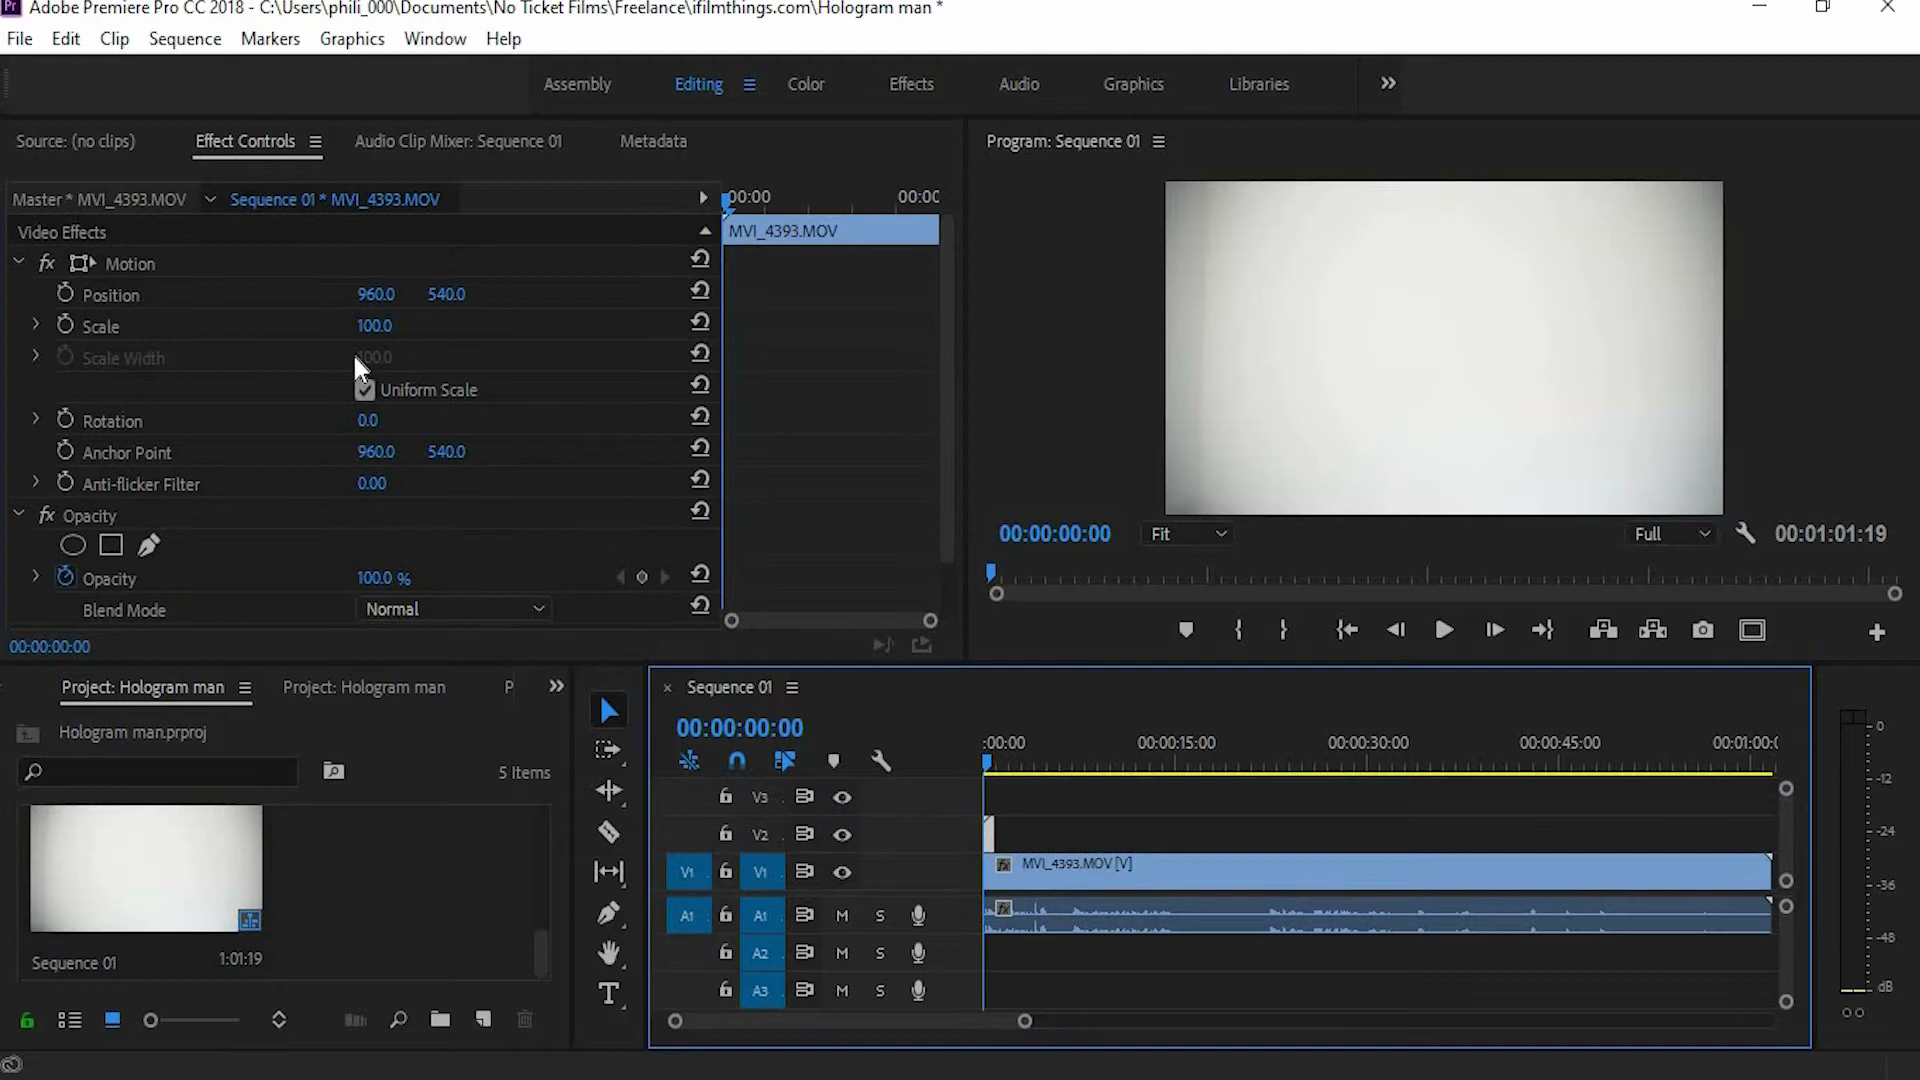 Adobe Premiere Pro CC 2018 - C:\Users\phili_000\Documents\No Ticket Films\Freelance\ifilmthings.com\Hologram man *
File Edit Clip Sequence Markers Graphics Window Help
Assembly Editing Color Effects Audio Graphics Libraries
Source: (no clips) Effect Controls Audio Clip Mixer: Sequence 01 Metadata
Program: Sequence 01
Master * MVI_4393.MOV Sequence 01 * MVI_4393.MOV
00:00 00:00
Video Effects
MVI_4393.MOV
fx Motion
Position 960.0 540.0
Scale 100.0
Scale Width 100.0
Uniform Scale
Rotation 0.0
Anchor Point 960.0 540.0
Anti-flicker Filter 0.00
fx Opacity
Opacity 100.0 %
Blend Mode Normal
00:00:00:00
00:00:00:00 Fit Full 00:01:01:19
Project: Hologram man Project: Hologram man P
Hologram man.prproj
5 Items
Sequence 01 1:01:19
Sequence 01
00:00:00:00
:00:00 00:00:15:00 00:00:30:00 00:00:45:00 00:01:00:
V3
V2
V1 V1 fx MVI_4393.MOV [V]
A1 A1 M S fx
A2 M S
A3 M S
T
0
-12
-24
-36
-48
dB